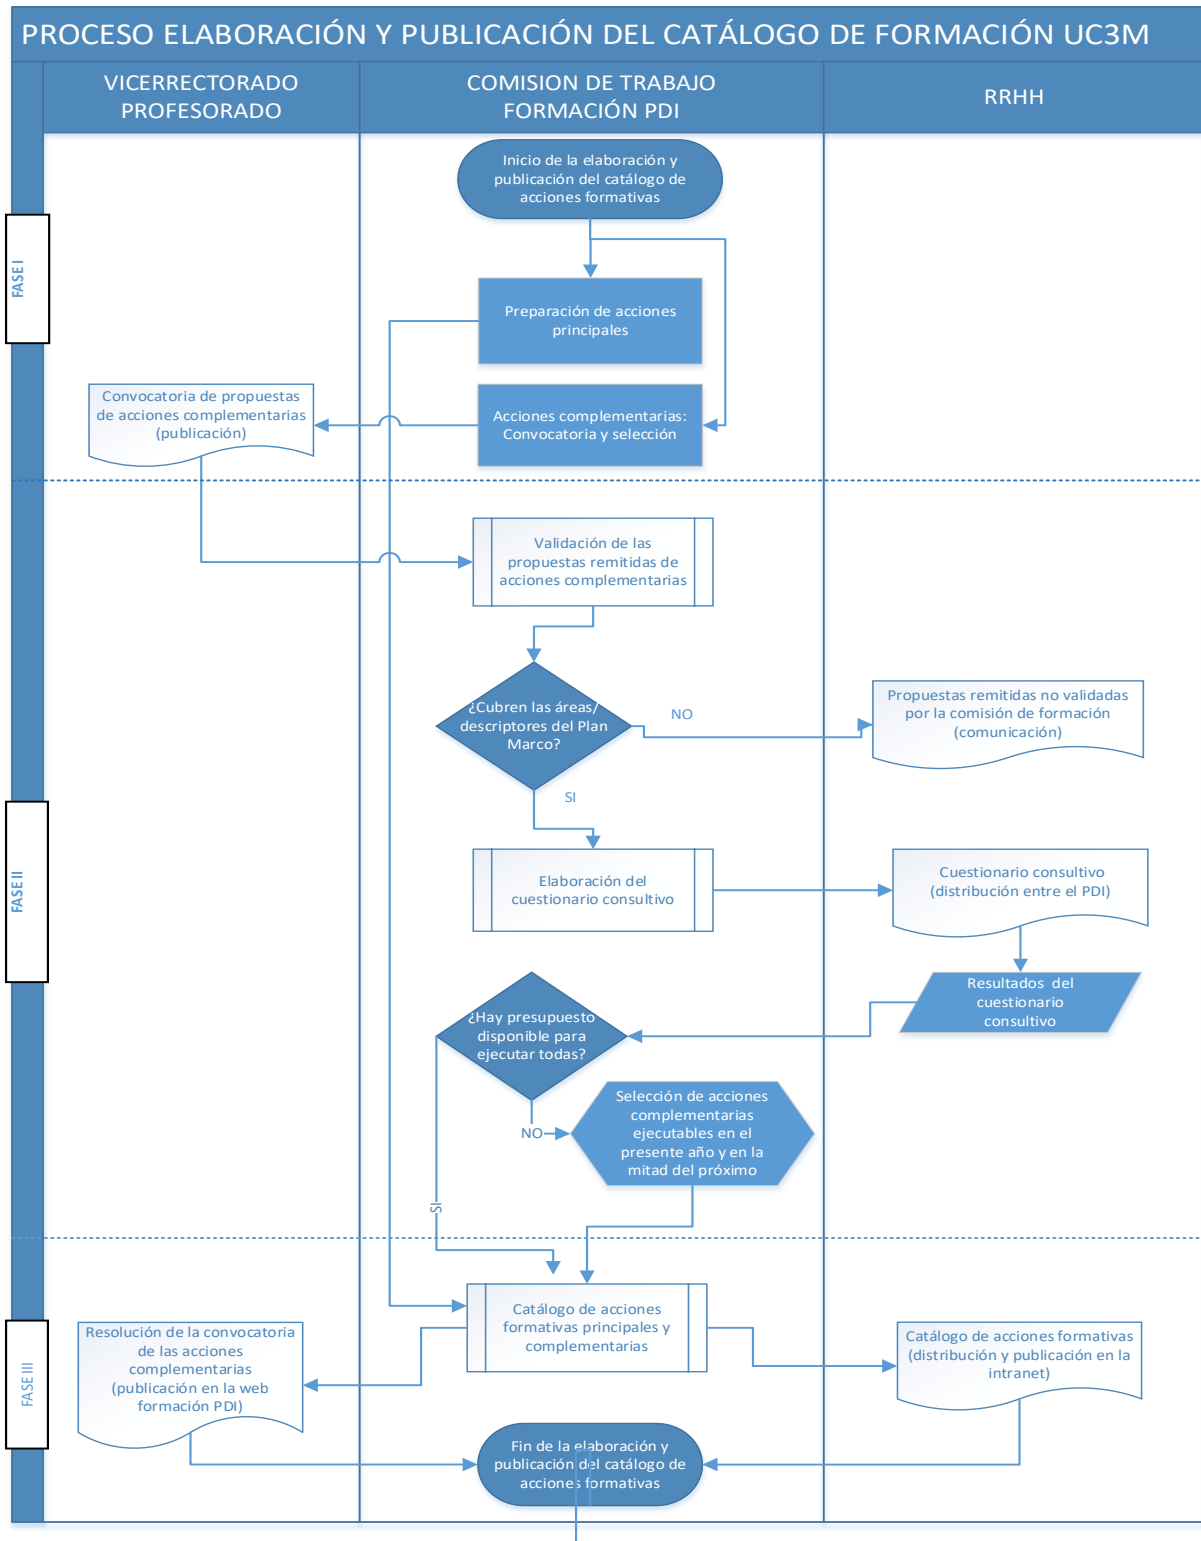 PROCESO ELABORACIÓN Y PUBLICACIÓN DEL CATÁLOGO DE FORMACIÓN UC3M
VICERRECTORADO
PROFESORADO
COMISION DE TRABAJO
FORMACIÓN PDI
RRHH
FASE I
Inicio de la elaboración y
publicación del catálogo de
acciones formativas
Preparación de acciones
principales
Convocatoria de propuestas
de acciones complementarias
(publicación)
Acciones complementarias:
Convocatoria y selección
FASE II
Validación de las
propuestas remitidas de
acciones complementarias
¿Cubren las áreas/
descriptores del Plan
Marco?
NO
Propuestas remitidas no validadas
por la comisión de formación
(comunicación)
SI
Elaboración del
cuestionario consultivo
Cuestionario consultivo
(distribución entre el PDI)
Resultados del
cuestionario
consultivo
¿Hay presupuesto
disponible para
ejecutar todas?
NO
Selección de acciones
complementarias
ejecutables en el
presente año y en la
mitad del próximo
SI
FASE III
Catálogo de acciones
formativas principales y
complementarias
Resolución de la convocatoria
de las acciones
complementarias
(publicación en la web
formación PDI)
Catálogo de acciones formativas
(distribución y publicación en la
intranet)
Fin de la elaboración y
publicación del catálogo de
acciones formativas